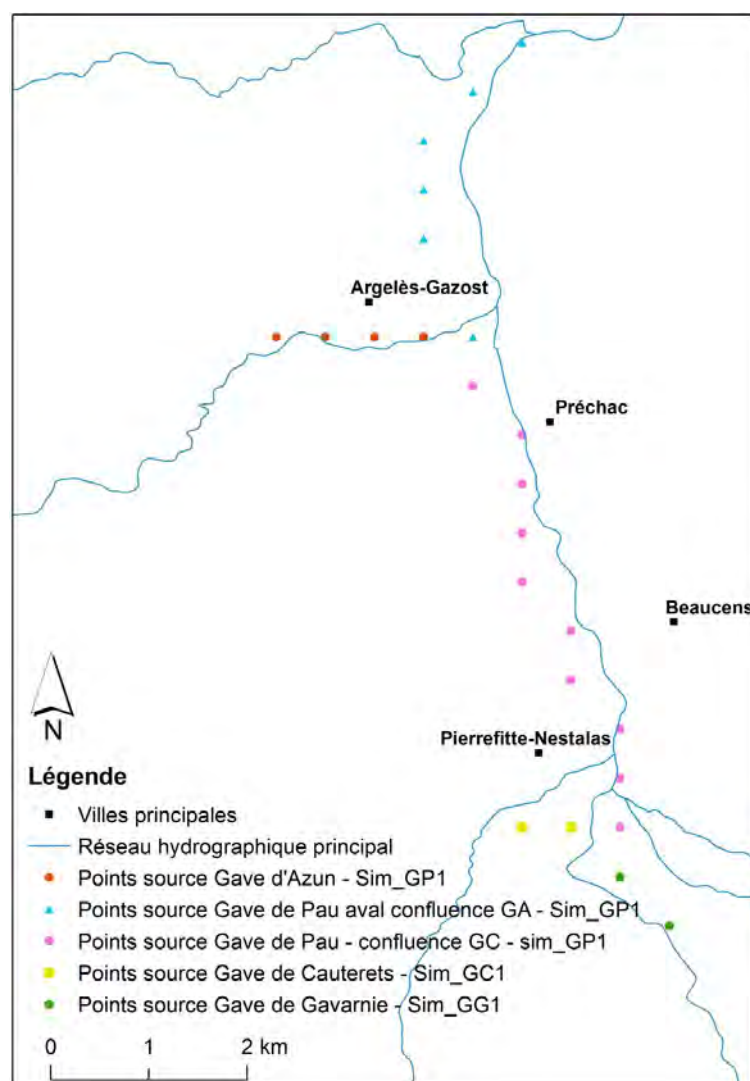 Argelès-Gazost
Préchac
Beaucens
Pierrefitte-Nestalas
N
Légende
Villes principales
Réseau hydrographique principal
Points source Gave d'Azun - Sim_GP1
Points source Gave de Pau aval confluence GA - Sim_GP1
Points source Gave de Pau - confluence GC - sim_GP1
Points source Gave de Cauterets - Sim_GC1
Points source Gave de Gavarnie - Sim_GG1
0 1 2 km